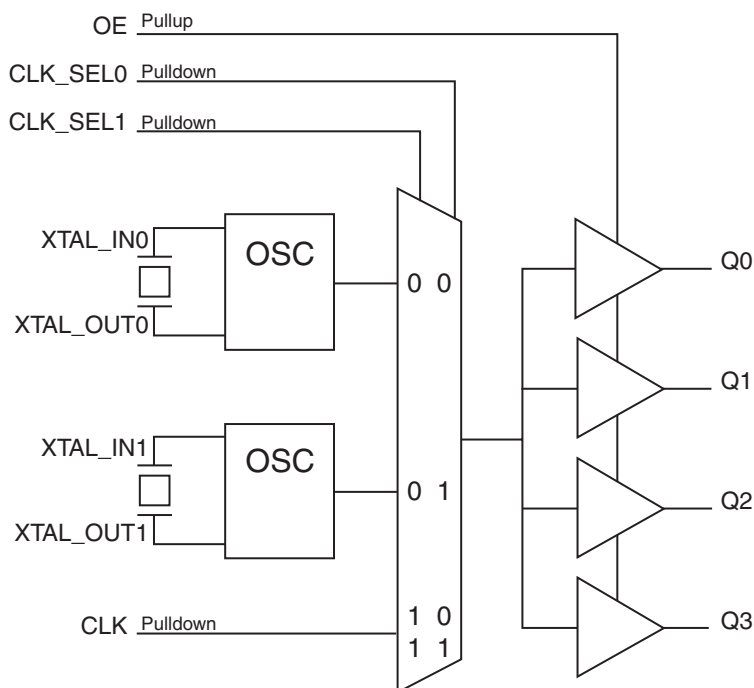 OE Pullup
CLK_SEL0 Pulldown
CLK_SEL1 Pulldown
XTAL_IN0
OSC
XTAL_OUT0
0 0
Q0
Q1
XTAL_IN1
OSC
XTAL_OUT1
0 1
Q2
CLK Pulldown
1 0
1 1
Q3